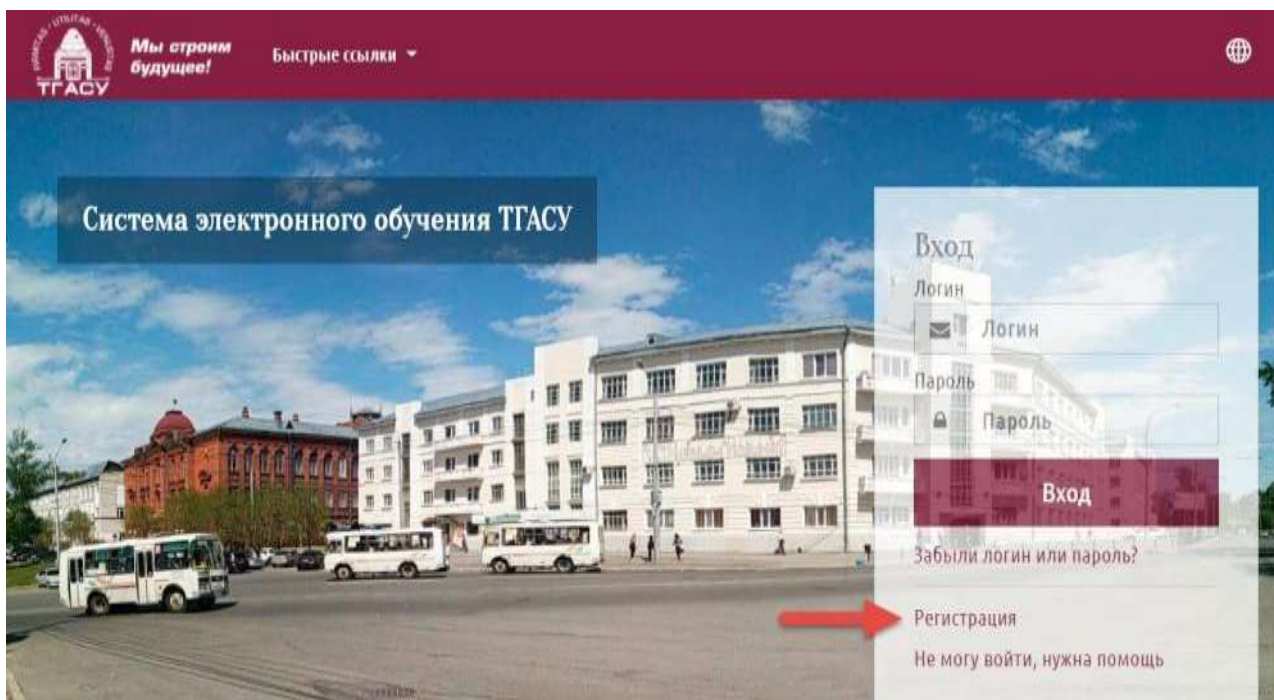 ТГАСУ
Мы строим
будущее!
Быстрые ссылки
Система электронного обучения ТГАСУ
Вход
Логин
Логин
Пароль
Пароль
Вход
Забыли логин или пароль?
Регистрация
Не могу войти, нужна помощь